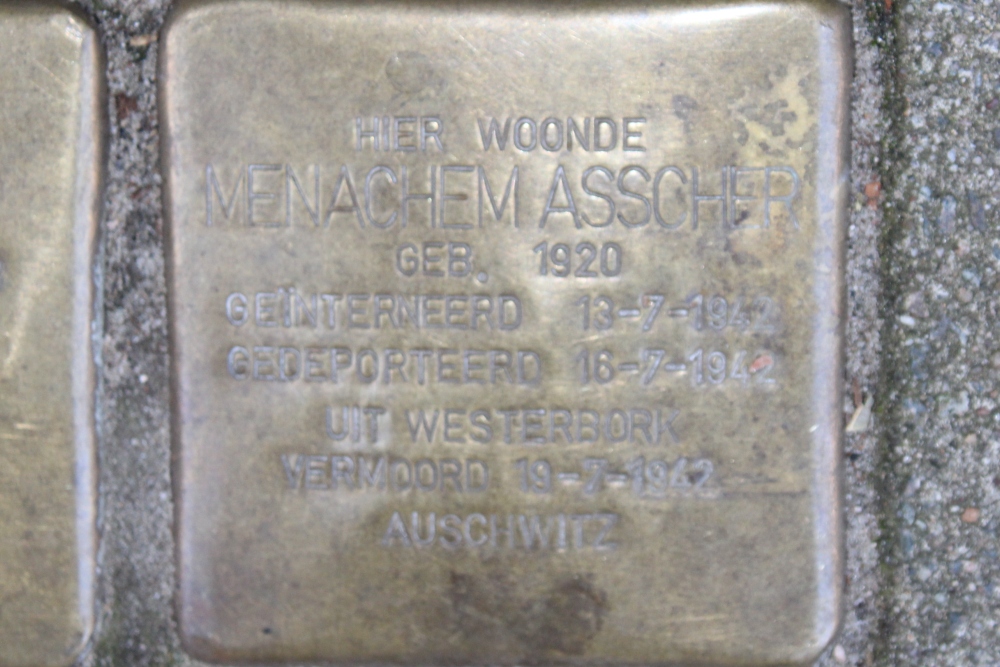 HIER WOONDE
MENACHEM ASSCHER
GEB. 1920
GEÏNTERNEERD 13-7-1942
GEDEPORTEERD 16-7-1942
UIT WESTERBORK
VERMOORD 19-7-1942
AUSCHWITZ